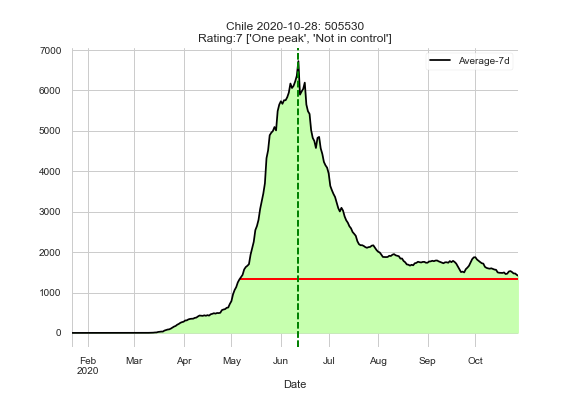 Chile 2020-10-28: 505530
Rating:7 ['One peak', 'Not in control']
Average-7d
7000
6000
5000
4000
3000
2000
1000
0
Feb Mar Apr May Jun Jul Aug Sep Oct
2020
Date